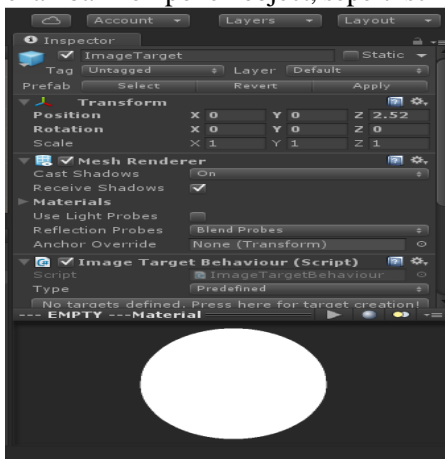 Account Layers Layout
Inspector
ImageTarget Static
Tag Untagged Layer Default
Prefab Select Revert Apply
Transform
Position X 0 Y 0 Z 2.52
Rotation X 0 Y 0 Z 0
Scale X 1 Y 1 Z 1
Mesh Renderer
Cast Shadows On
Receive Shadows
Materials
Use Light Probes
Reflection Probes Blend Probes
Anchor Override None (Transform)
Image Target Behaviour (Script)
Script ImageTargetBehaviour
Type Predefined
No targets defined. Press here for target creation!
--- EMPTY ---Material